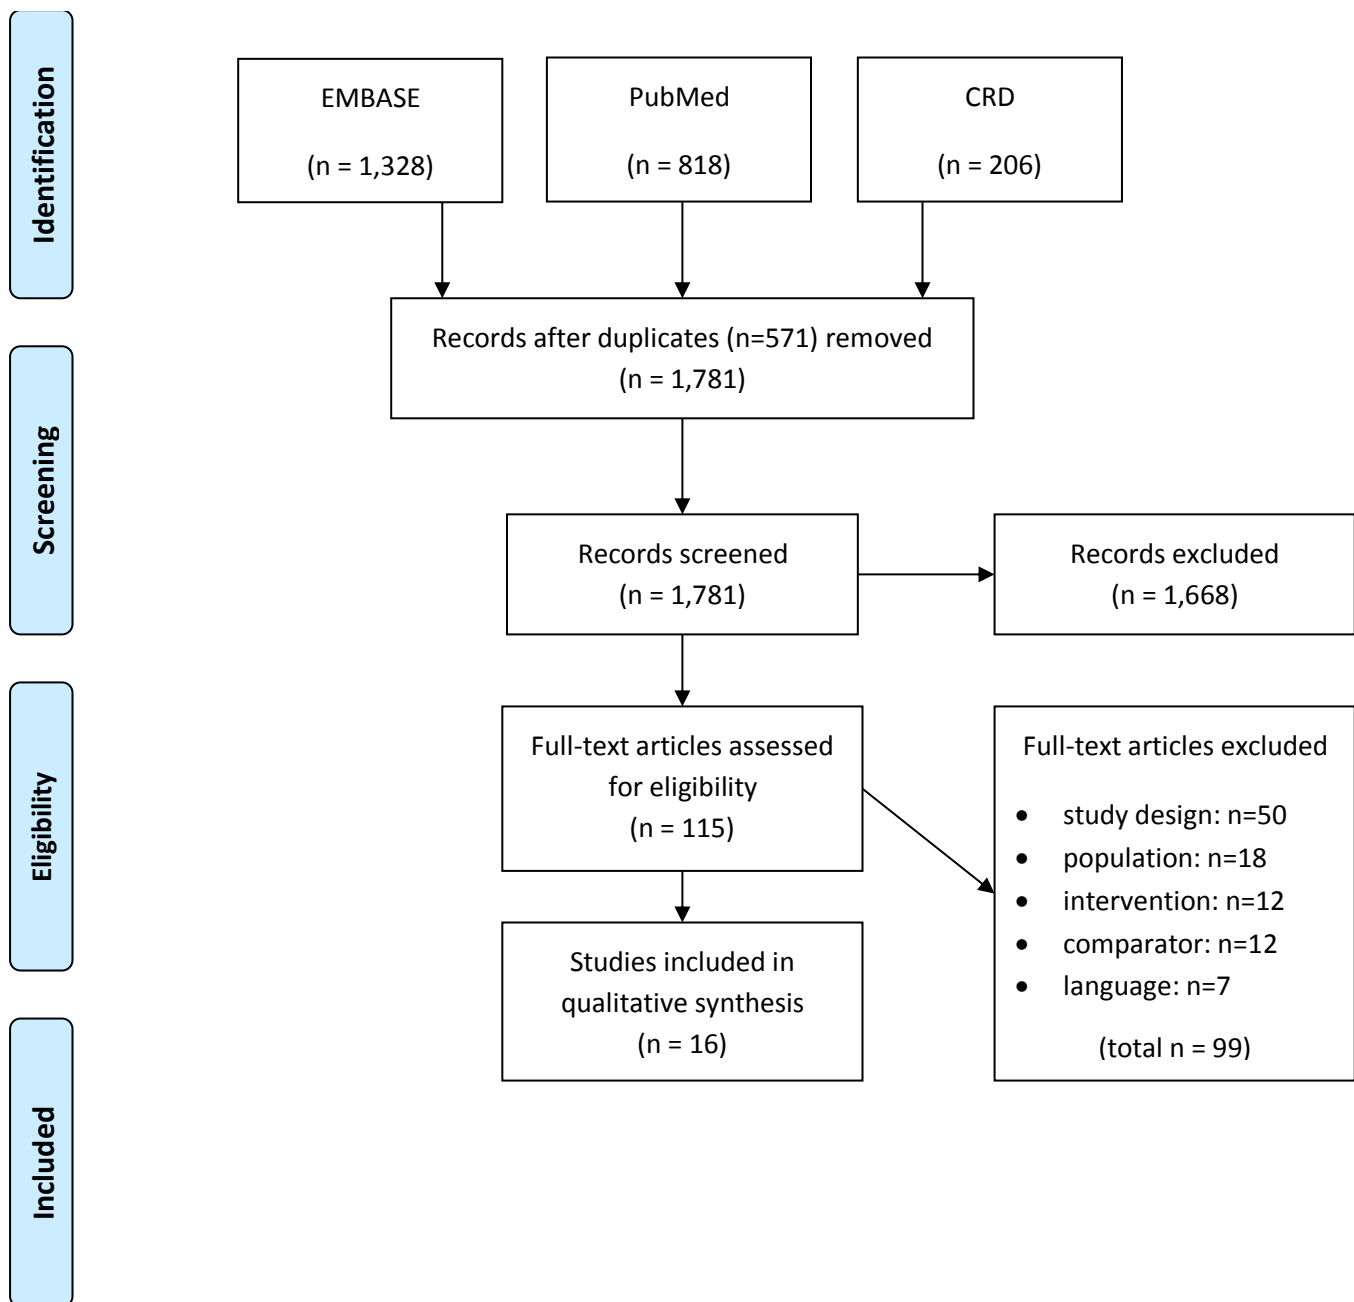 Identification
EMBASE
(n = 1,328)
PubMed
(n = 818)
CRD
(n = 206)
Records after duplicates (n=571) removed
(n = 1,781)
Screening
Records screened
(n = 1,781)
Records excluded
(n = 1,668)
Eligibility
Full-text articles assessed
for eligibility
(n = 115)
Full-text articles excluded
• study design: n=50
• population: n=18
• intervention: n=12
• comparator: n=12
• language: n=7
(total n = 99)
Studies included in
qualitative synthesis
(n = 16)
Included